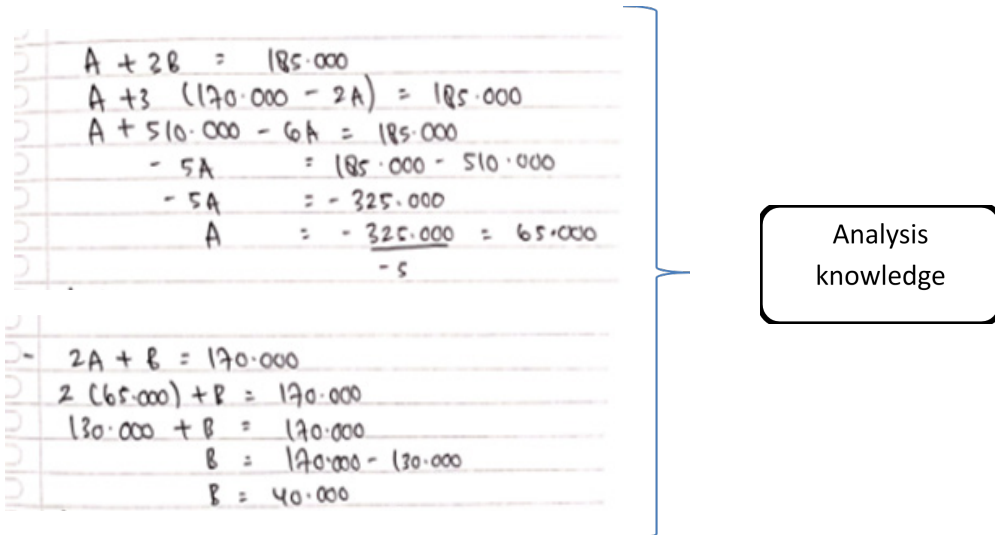 A + 3B = 185.000
A +3 (170.000 - 2A) = 185.000
A + 510.000 - 6A = 185.000
- 5A = 185.000 - 510.000
- 5A = - 325.000
A = - 325.000 = 65.000
-5
- 2A + B = 170.000
2 (65.000) + B = 170.000
130.000 + B = 170.000
B = 170.000 - 130.000
B = 40.000
Analysis
knowledge